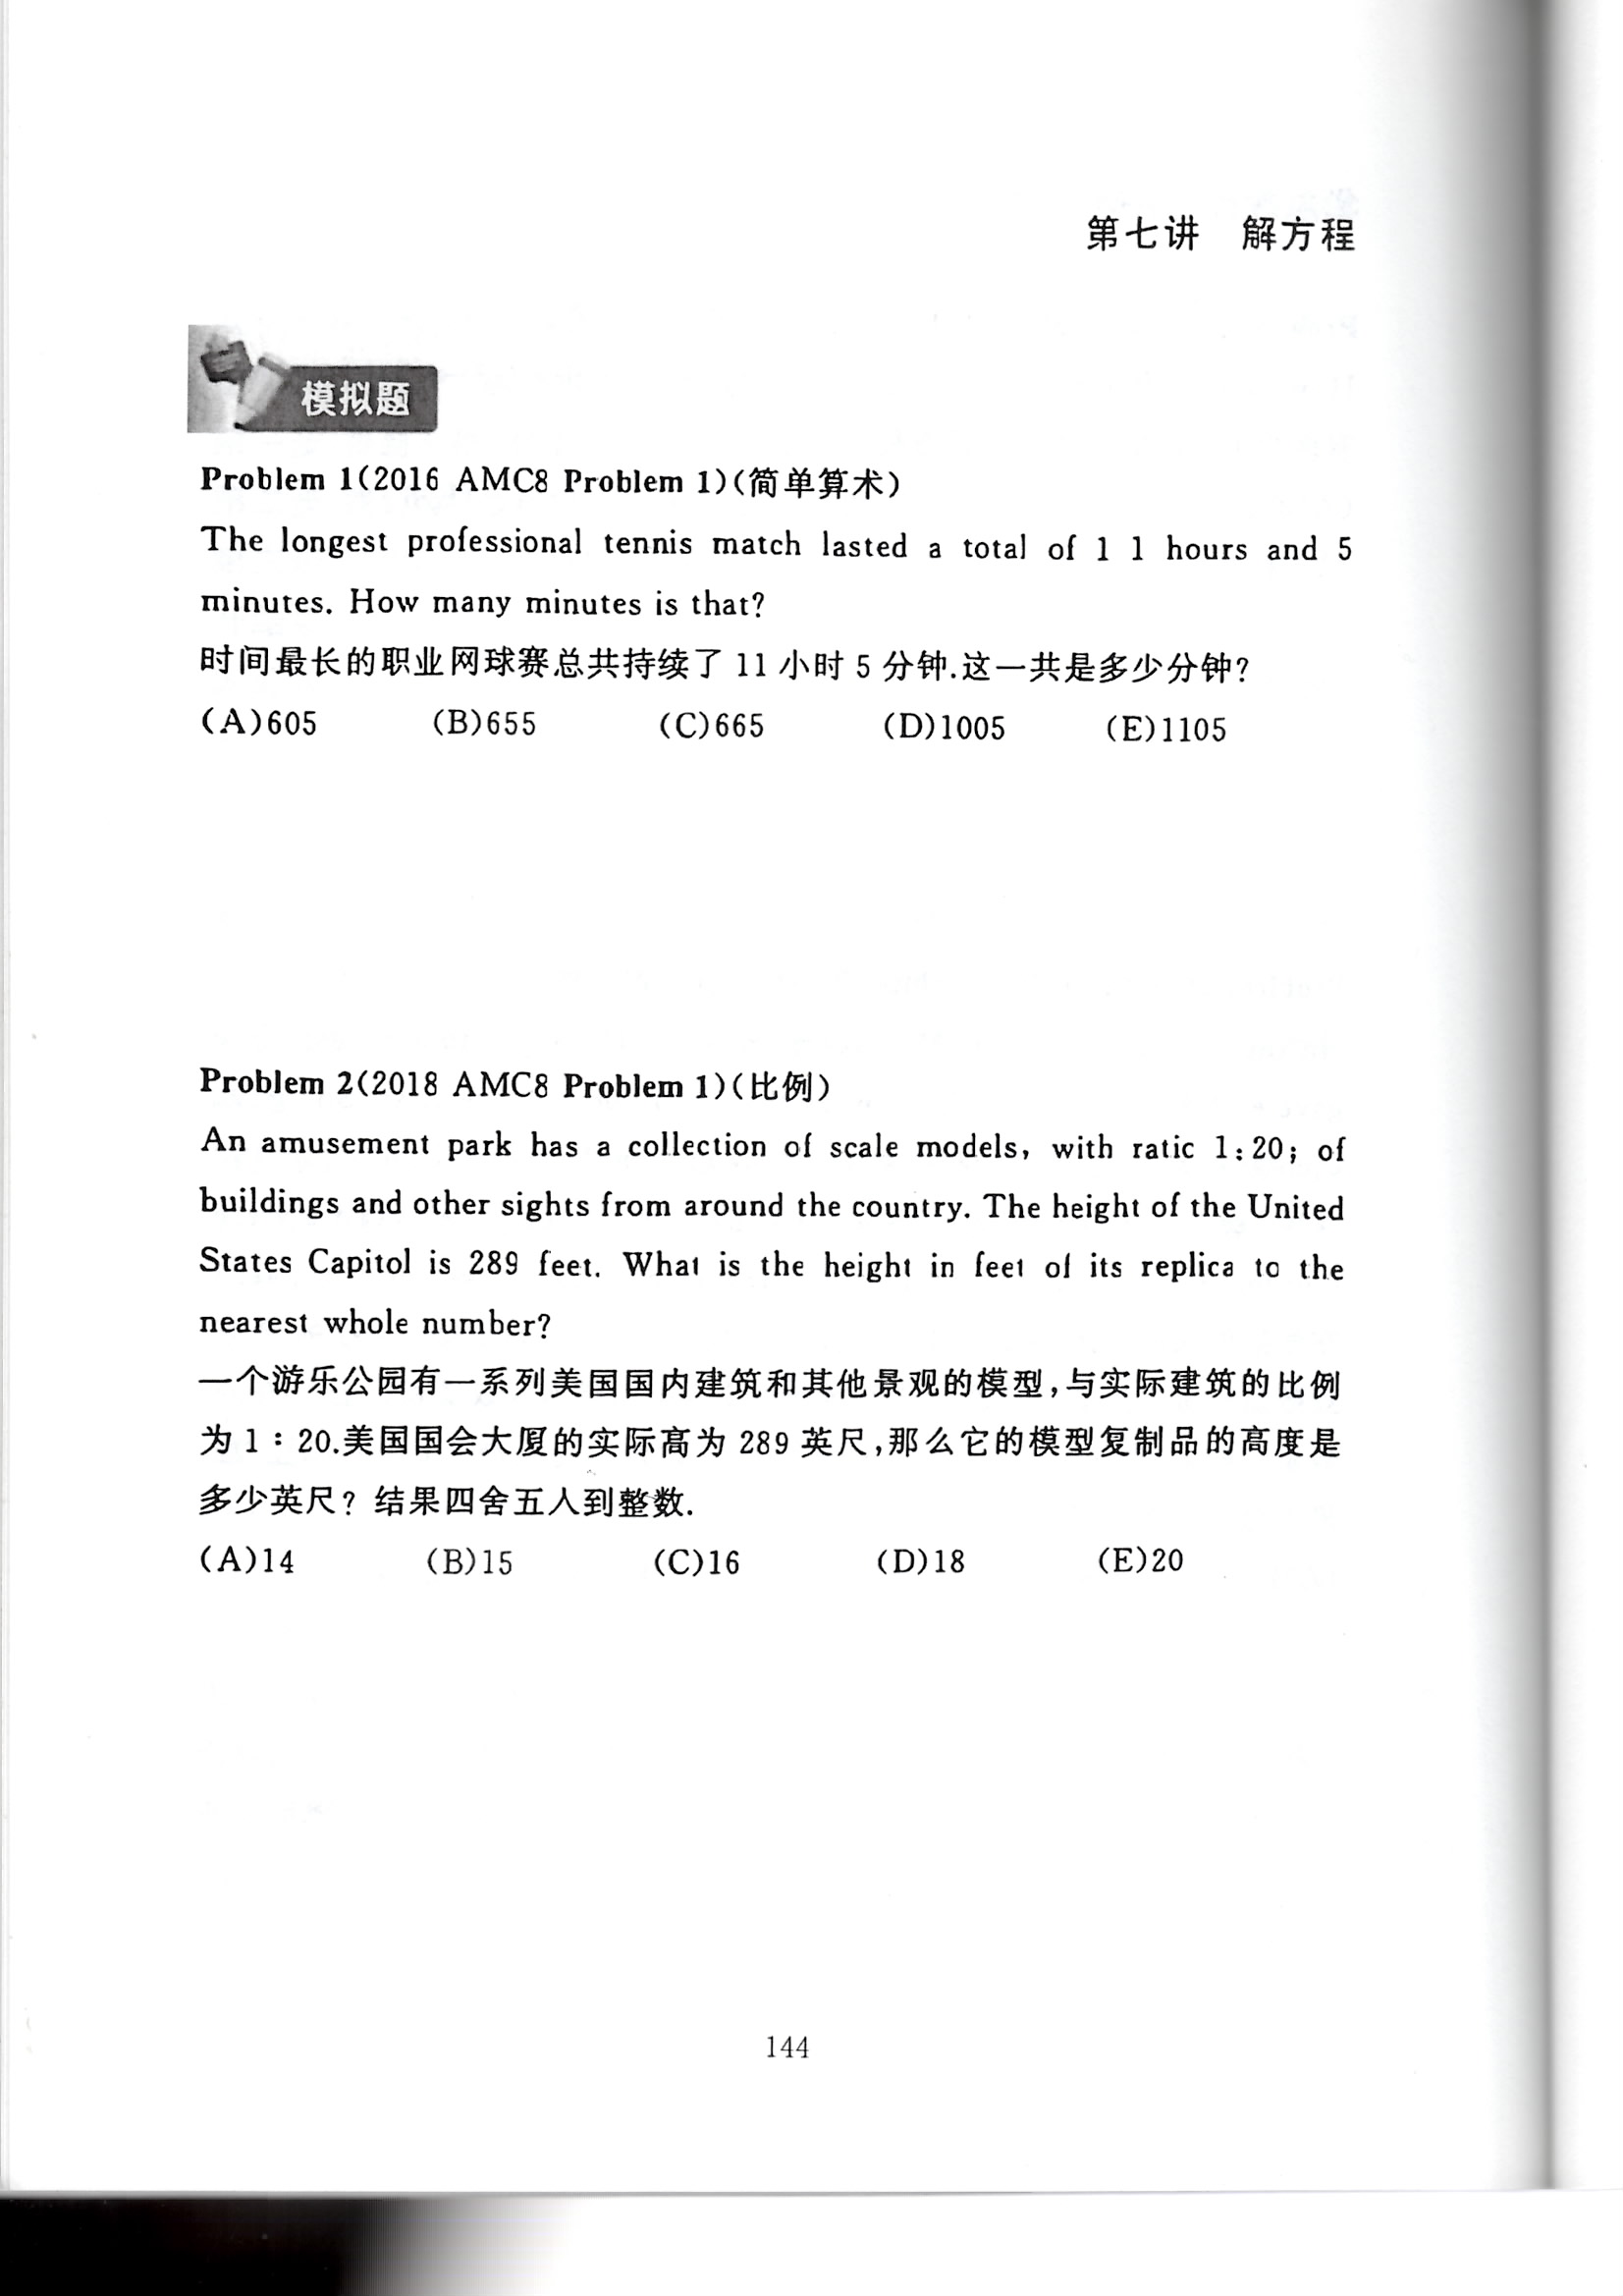 第七讲 解方程
模拟题
Problem 1(2016 AMC8 Problem 1)(简单算术)
The longest professional tennis match lasted a total of 1 1 hours and 5
minutes. How many minutes is that?
时间最长的职业网球赛总共持续了 11 小时 5 分钟.这一共是多少分钟?
(A)605 (B)655 (C)665 (D)1005 (E)1105
Problem 2(2018 AMC8 Problem 1)(比例)
An amusement park has a collection of scale models, with ratic 1:20; of
buildings and other sights from around the country. The height of the United
States Capitol is 289 feet. What is the height in feet of its replica to the
nearest whole number?
一个游乐公园有一系列美国国内建筑和其他景观的模型,与实际建筑的比例
为 1:20.美国国会大厦的实际高为 289 英尺,那么它的模型复制品的高度是
多少英尺? 结果四舍五人到整数.
(A)14 (B)15 (C)16 (D)18 (E)20
144